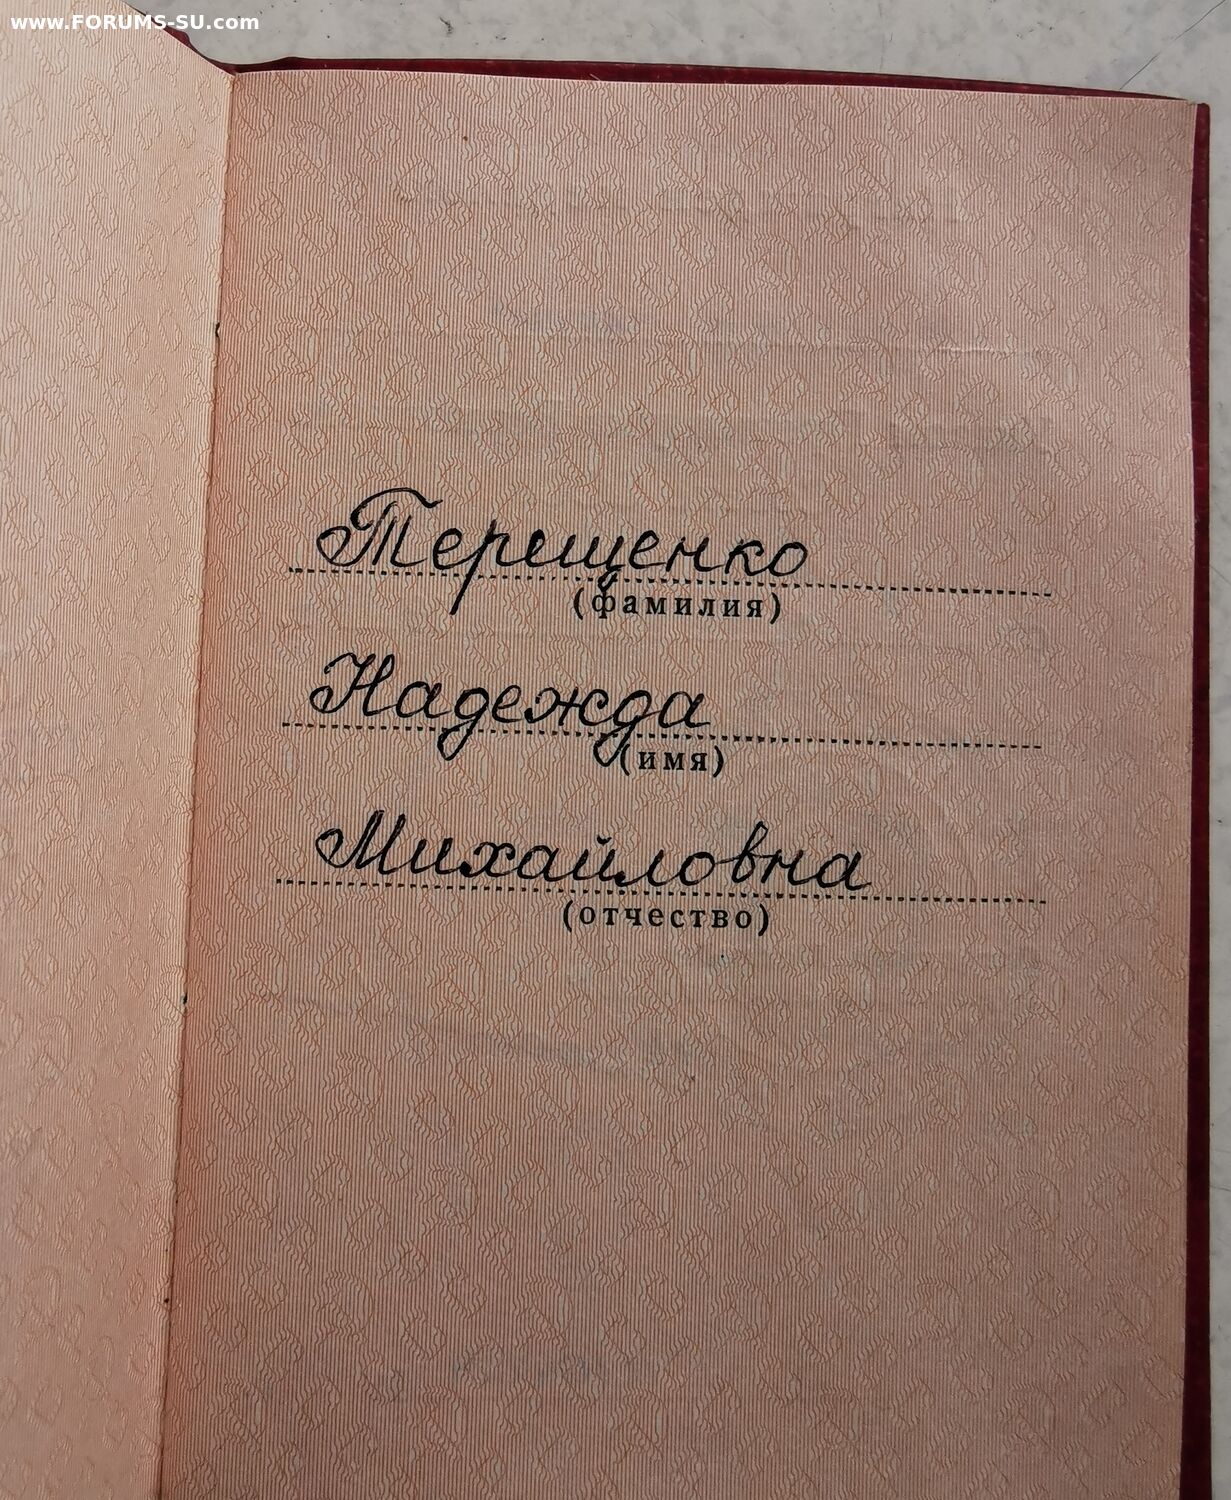 www.FORUMS-SU.com
Терещенко
(фамилия)
Надежда
(имя)
Михайловна
(отчество)